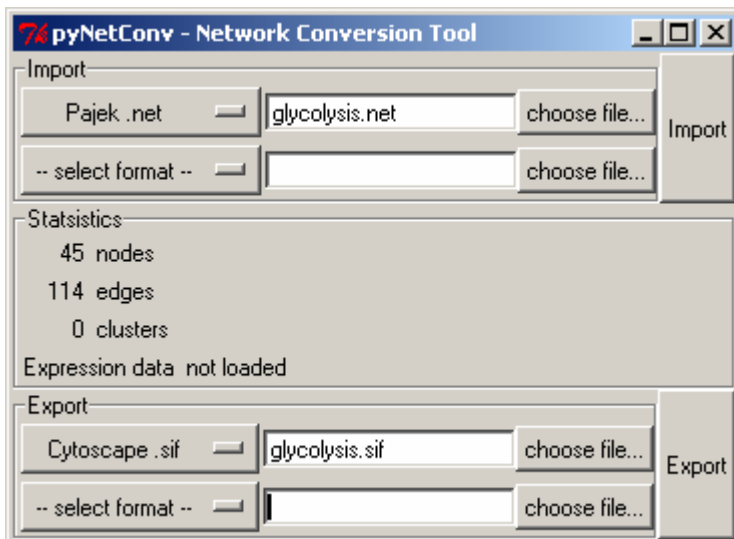 pyNetConv - Network Conversion Tool
Import
Pajek .net glycolysis.net choose file... Import
-- select format -- choose file...
Statsistics
45 nodes
114 edges
0 clusters
Expression data not loaded
Export
Cytoscape .sif glycolysis.sif choose file... Export
-- select format -- choose file...